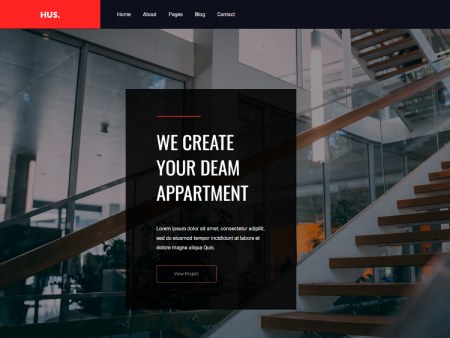 HUS.
Home About Pages Blog Contact
WE CREATE
YOUR DEAM
APPARTMENT
Lorem ipsum dolor sit amet, consectetur adipisit,
sed do eiusmod tempor incididunt ut labore et
dolore magna aliqua Quis.
View Project